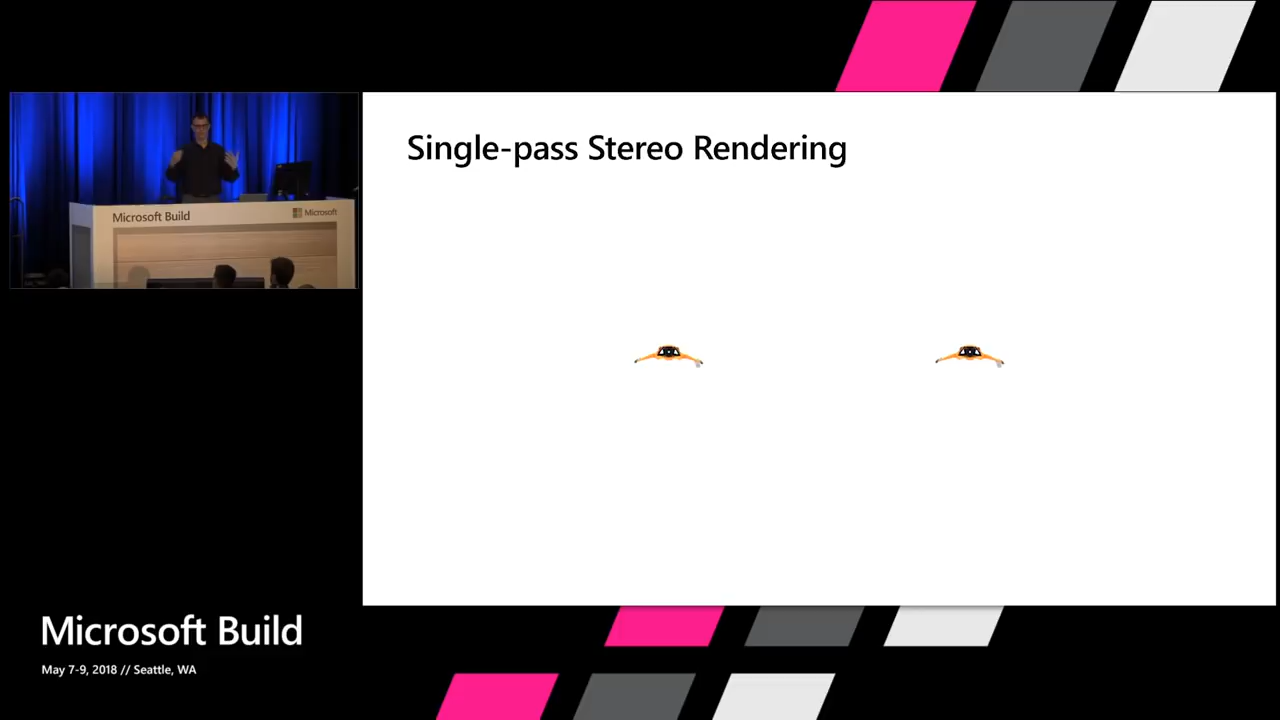 Single-pass Stereo Rendering
Microsoft Build
Microsoft
Microsoft Build
May 7-9, 2018 // Seattle, WA